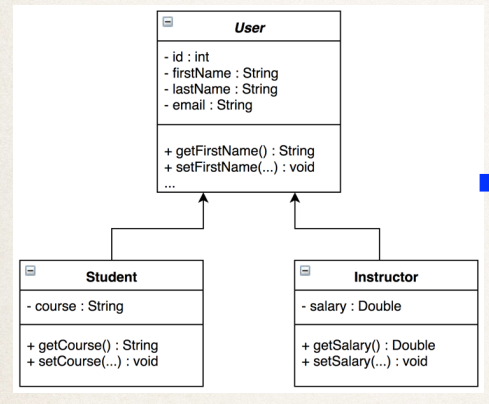 User
- id : int
- firstName : String
- lastName : String
- email : String
+ getFirstName() : String
+ setFirstName(...) : void
...
Student
- course : String
+ getCourse() : String
+ setCourse(...) : void
Instructor
- salary : Double
+ getSalary() : Double
+ setSalary(...) : void